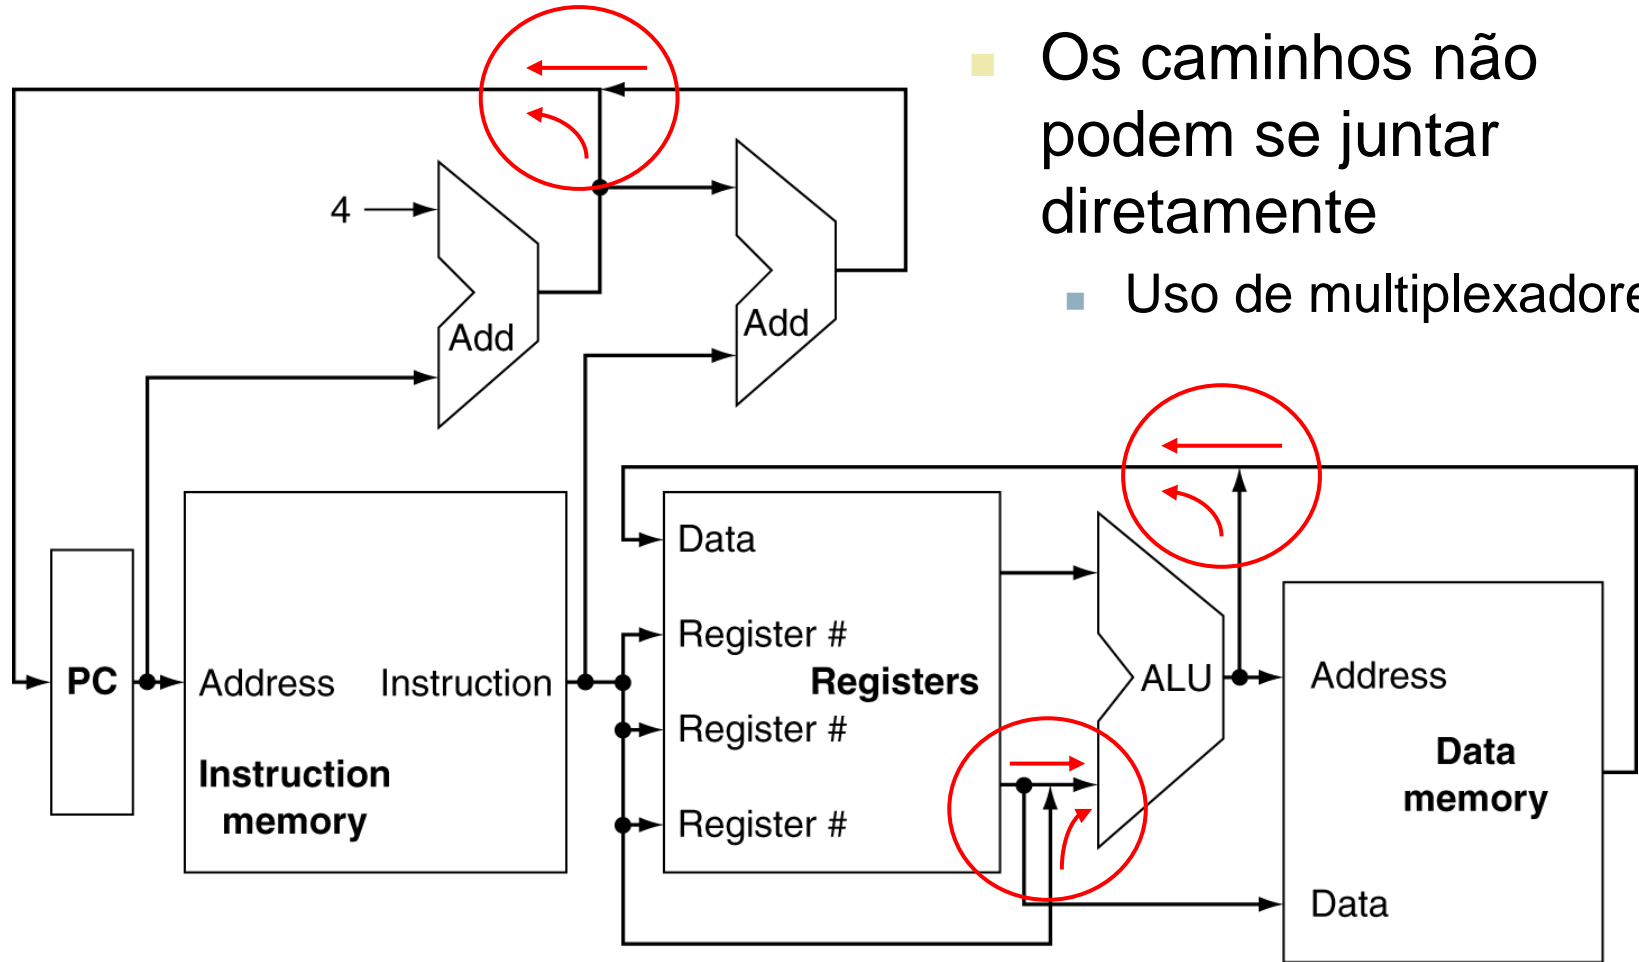 Os caminhos não
podem se juntar
diretamente
Uso de multiplexadore
4
Add
Add
PC
Address
Instruction
Instruction
memory
Data
Register #
Registers
Register #
Register #
ALU
Address
Data
memory
Data